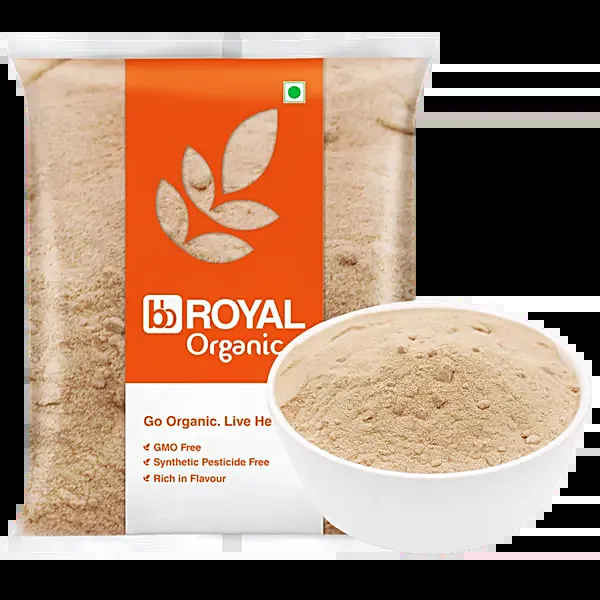 bb ROYAL
Organic
Go Organic. Live He
GMO Free
Synthetic Pesticide Free
Rich in Flavour